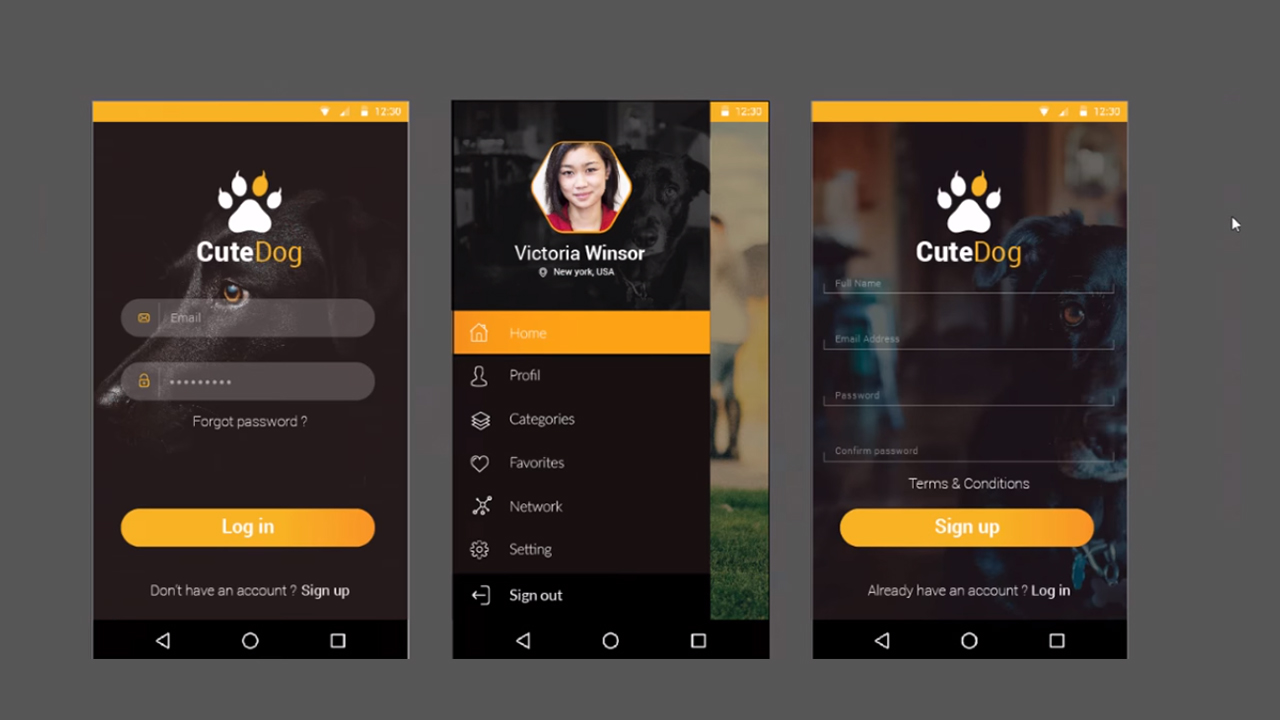 12:30
CuteDog
Email
Forgot password ?
Log in
Don't have an account ? Sign up
12:30
Victoria Winsor
New york, USA
Home
Profil
Categories
Favorites
Network
Setting
Sign out
12:30
CuteDog
Full Name
Email Address
Password
Confirm password
Terms & Conditions
Sign up
Already have an account ? Log in